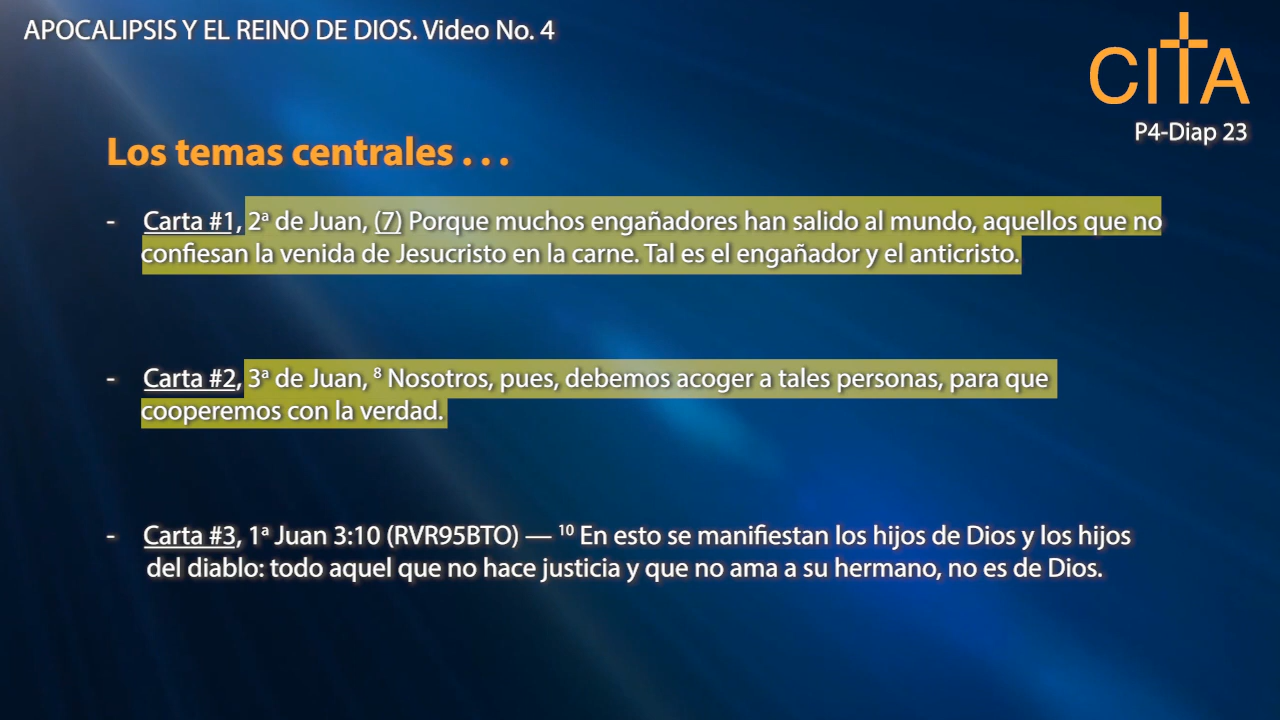 APOCALIPSIS Y EL REINO DE DIOS. Video No. 4
CITA
P4-Diap 23
Los temas centrales . . .
- Carta #1, 2ª de Juan, (7) Porque muchos engañadores han salido al mundo, aquellos que no
confiesan la venida de Jesucristo en la carne. Tal es el engañador y el anticristo.
- Carta #2, 3ª de Juan, ⁸ Nosotros, pues, debemos acoger a tales personas, para que
cooperemos con la verdad.
- Carta #3, 1ª Juan 3:10 (RVR95BTO) — ¹⁰ En esto se manifiestan los hijos de Dios y los hijos
del diablo: todo aquel que no hace justicia y que no ama a su hermano, no es de Dios.